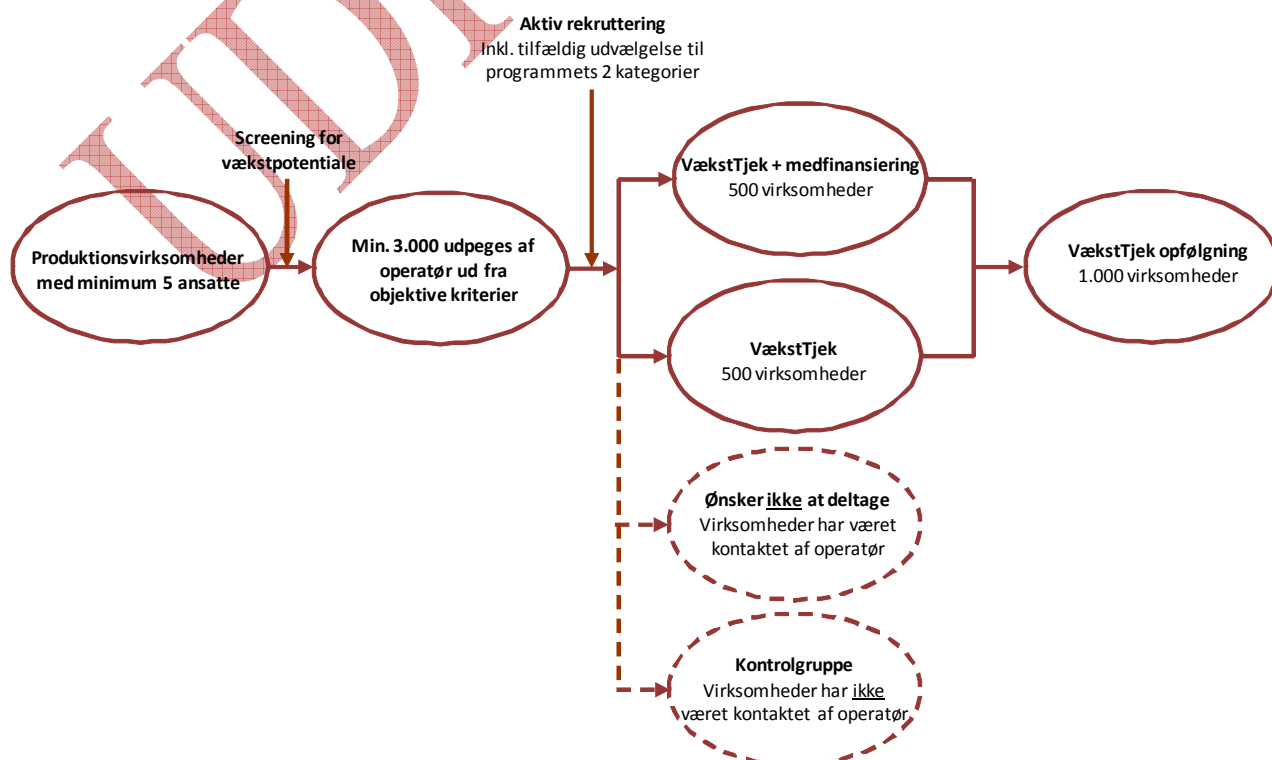 Aktiv rekruttering
Inkl. tilfældig udvælgelse til
programmets 2 kategorier
Screening for
vækstpotentiale
Produktionsvirksomheder
med minimum 5 ansatte
Min. 3.000 udpeges af
operatør ud fra
objektive kriterier
VækstTjek + medfinansiering
500 virksomheder
VækstTjek
500 virksomheder
VækstTjek opfølgning
1.000 virksomheder
Ønsker ikke at deltage
Virksomheder har været
kontaktet af operatør
Kontrolgruppe
Virksomheder har ikke
været kontaktet af operatør